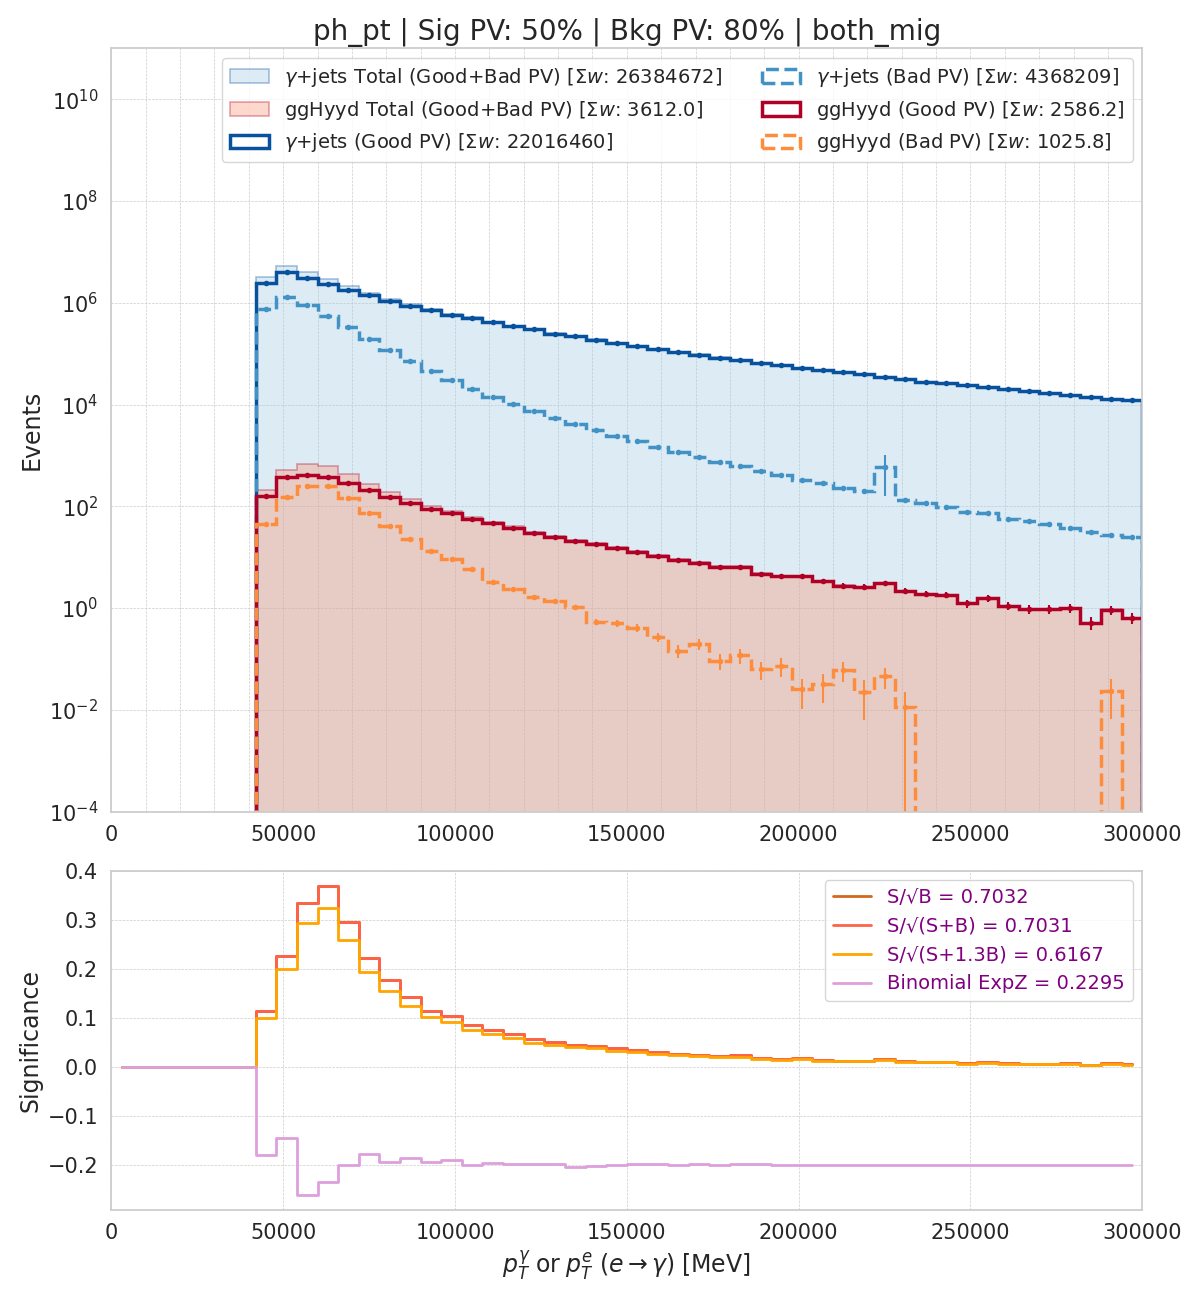 ph_pt | Sig PV: 50% | Bkg PV: 80% | both_mig
γ+jets Total (Good+Bad PV) [Σw: 26384672]
ggHyyd Total (Good+Bad PV) [Σw: 3612.0]
γ+jets (Good PV) [Σw: 22016460]
γ+jets (Bad PV) [Σw: 4368209]
ggHyyd (Good PV) [Σw: 2586.2]
ggHyyd (Bad PV) [Σw: 1025.8]
Events
10^10
10^8
10^6
10^4
10^2
10^0
10^−2
10^−4
0 50000 100000 150000 200000 250000 300000
Significance
0.4
0.3
0.2
0.1
0.0
−0.1
−0.2
S/√B = 0.7032
S/√(S+B) = 0.7031
S/√(S+1.3B) = 0.6167
Binomial ExpZ = 0.2295
0 50000 100000 150000 200000 250000 300000
p_T^γ or p_T^e (e→γ) [MeV]